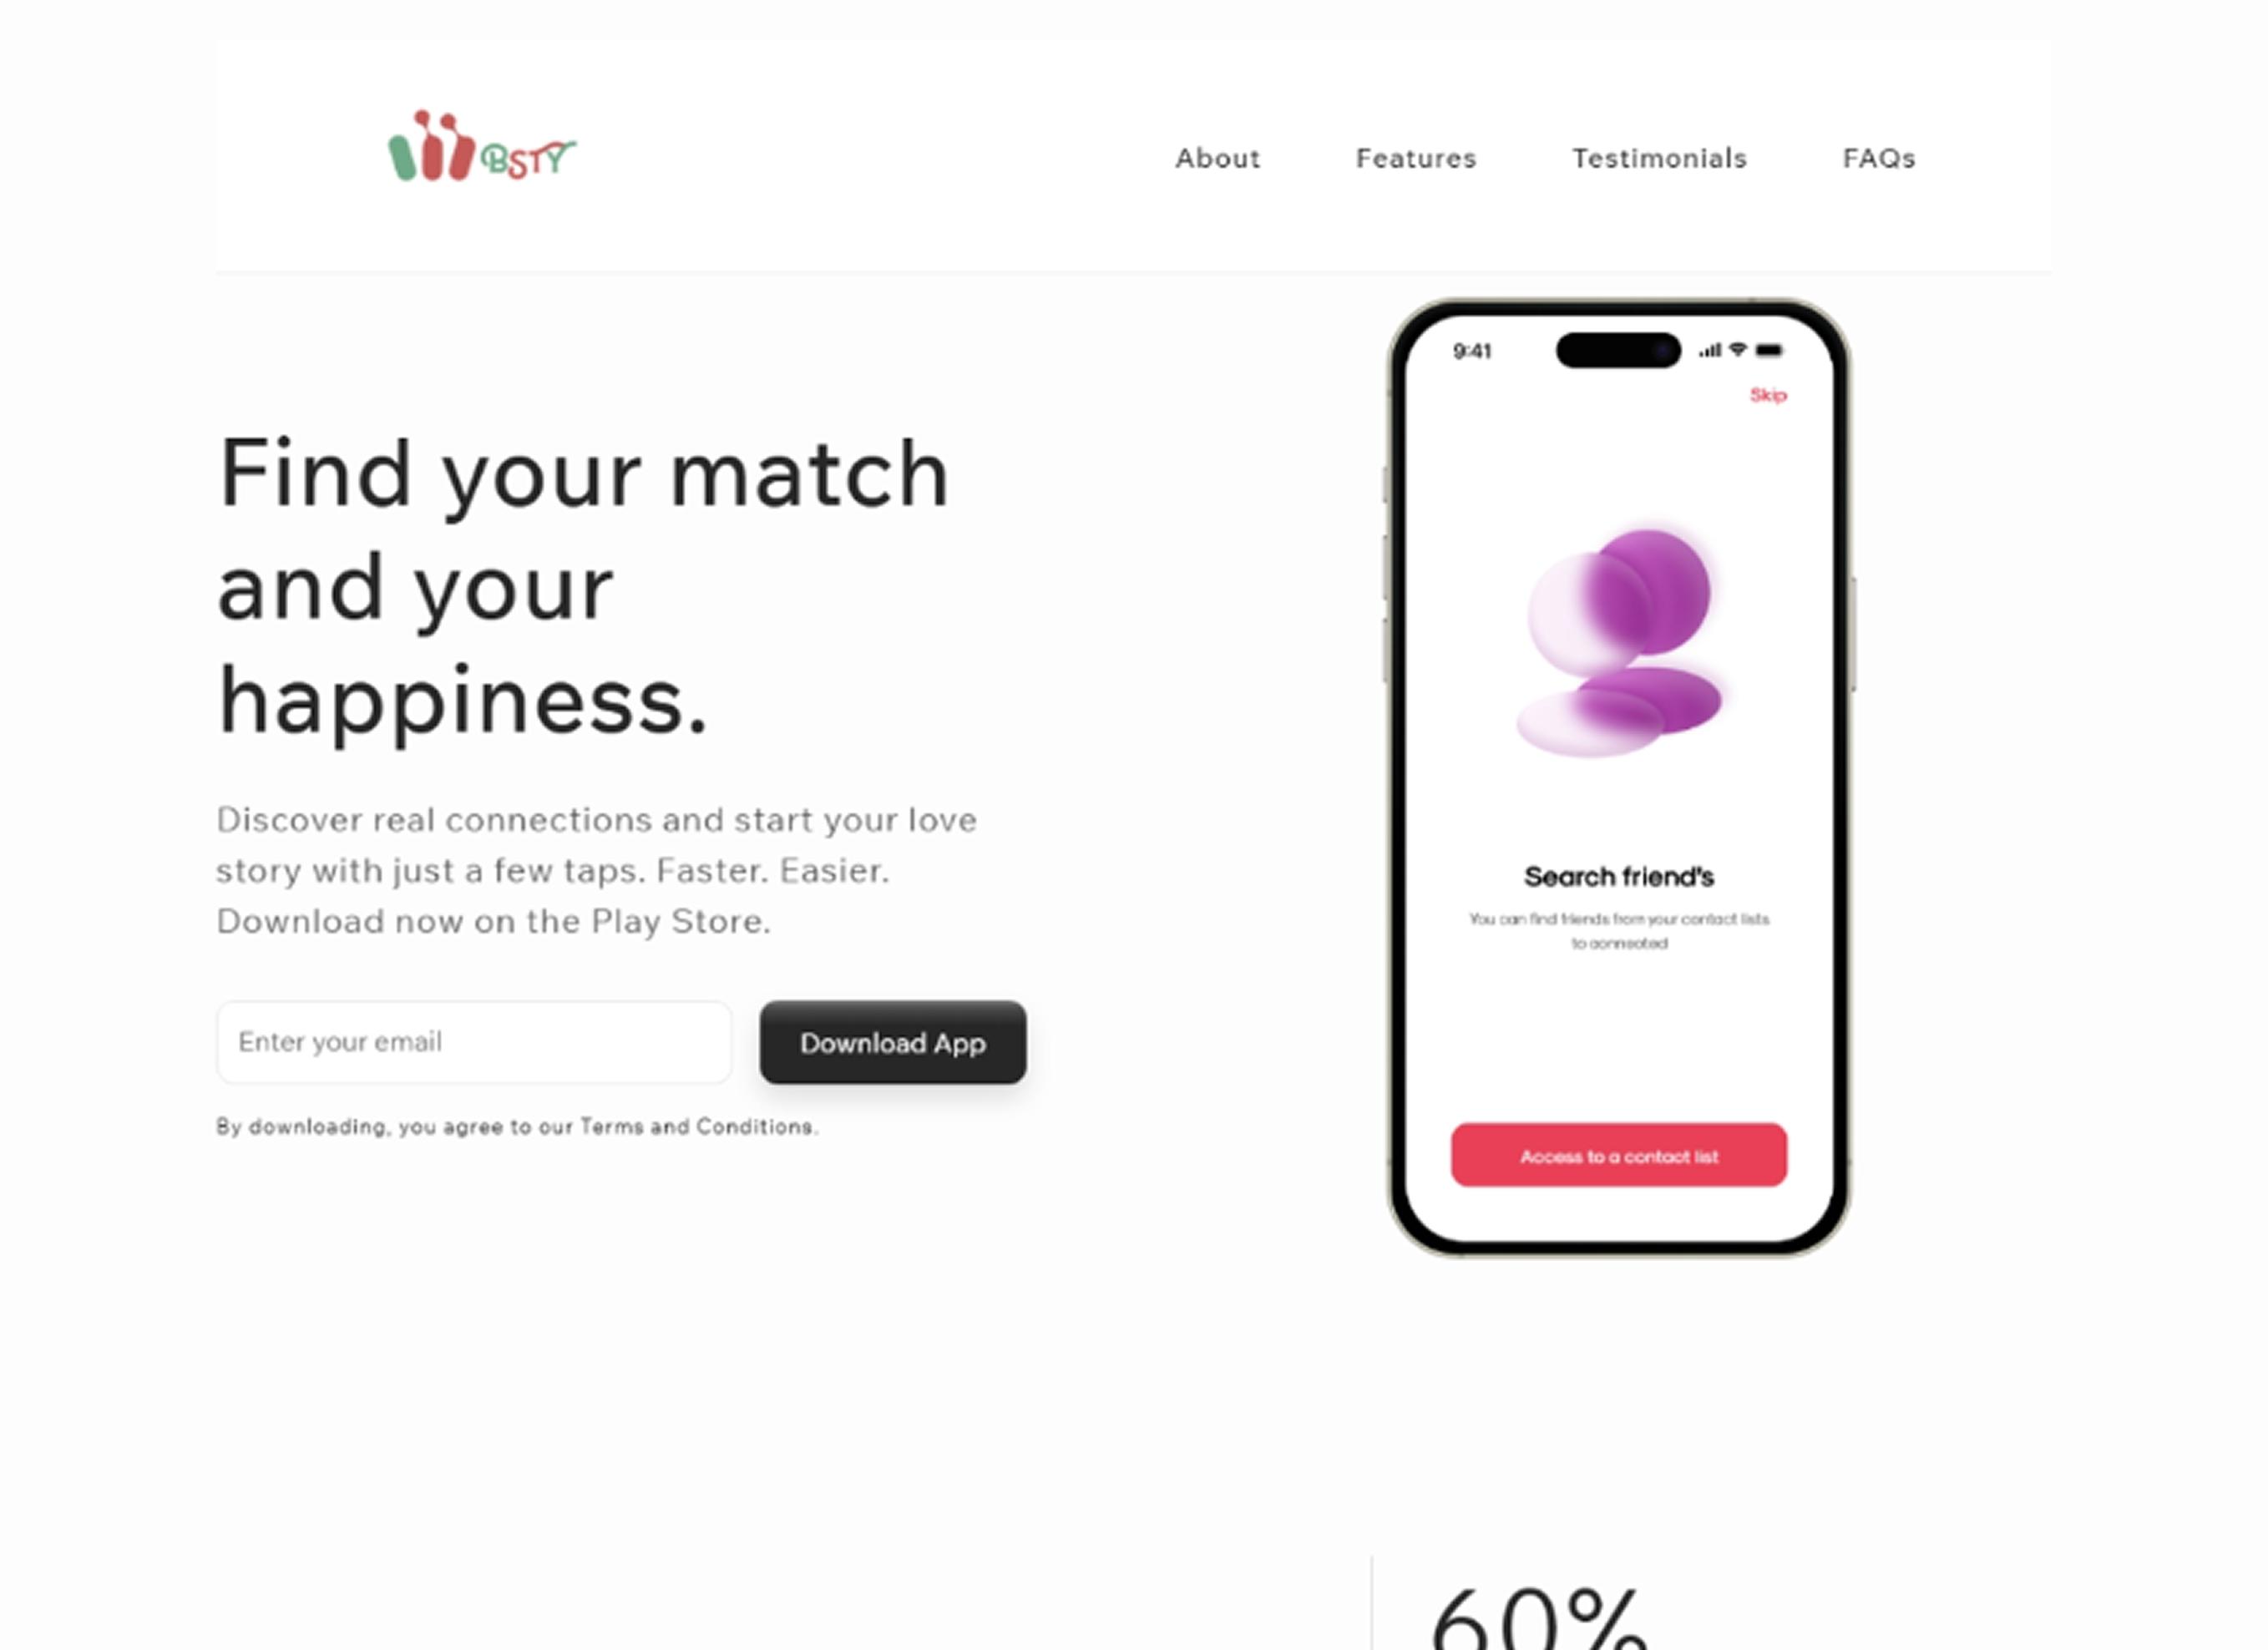 BSTY
About
Features
Testimonials
FAQs
Find your match
and your
happiness.
Discover real connections and start your love
story with just a few taps. Faster. Easier.
Download now on the Play Store.
Enter your email
Download App
By downloading, you agree to our Terms and Conditions.
9:41
Skip
Search friend's
You can find friends from your contact lists
to connected
Access to a contact list
60%